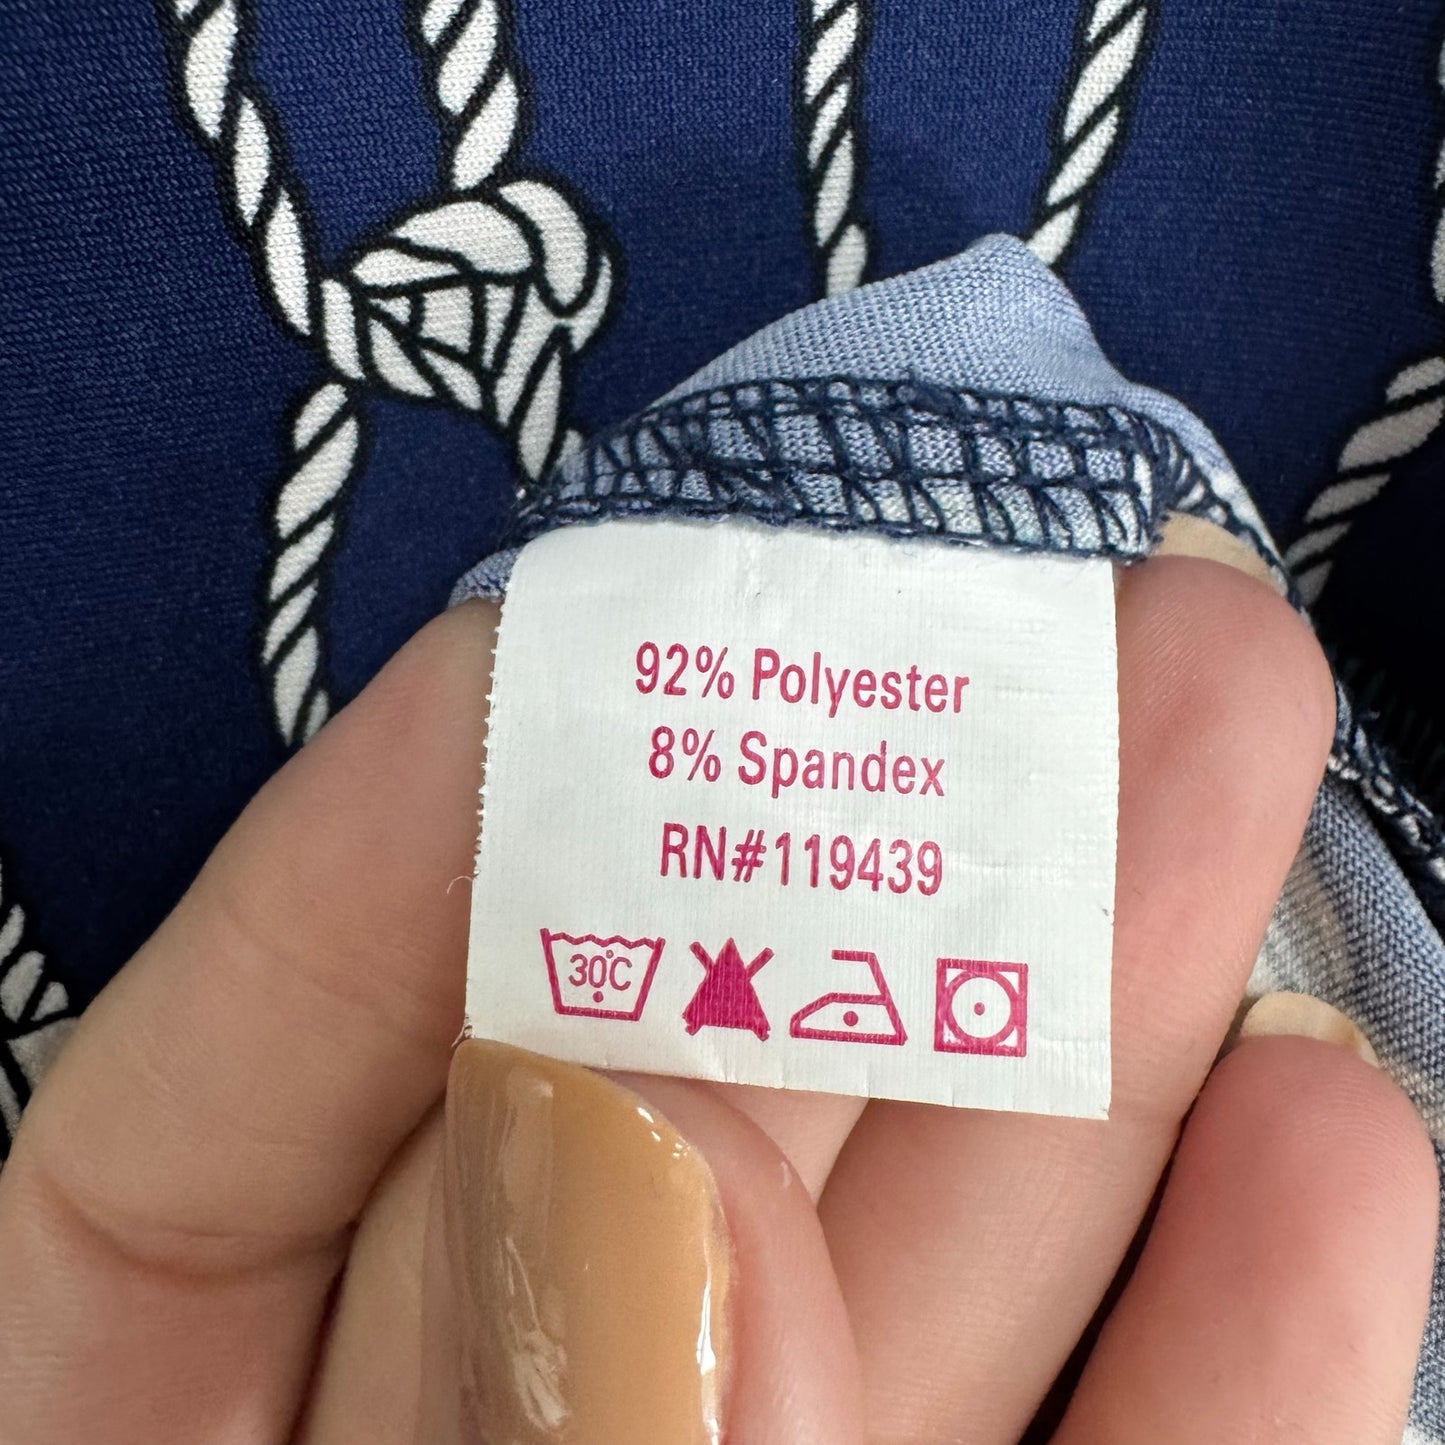 92% Polyester
8% Spandex
RN#119439
30°C